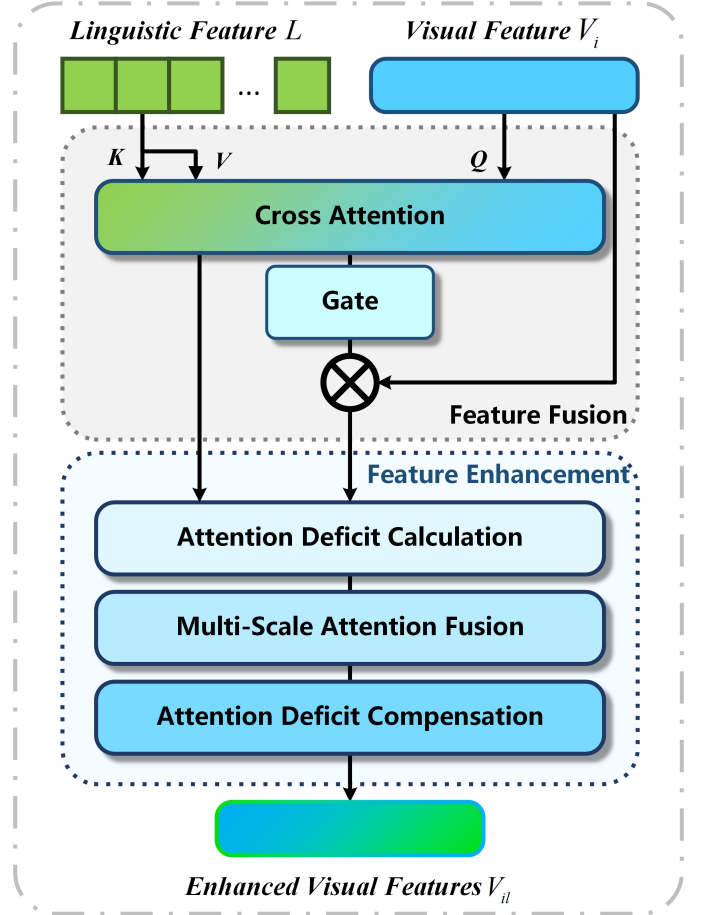 Linguistic Feature L
Visual Feature V_i
...
K
V
Q
Cross Attention
Gate
Feature Fusion
Feature Enhancement
Attention Deficit Calculation
Multi-Scale Attention Fusion
Attention Deficit Compensation
Enhanced Visual Features V_il